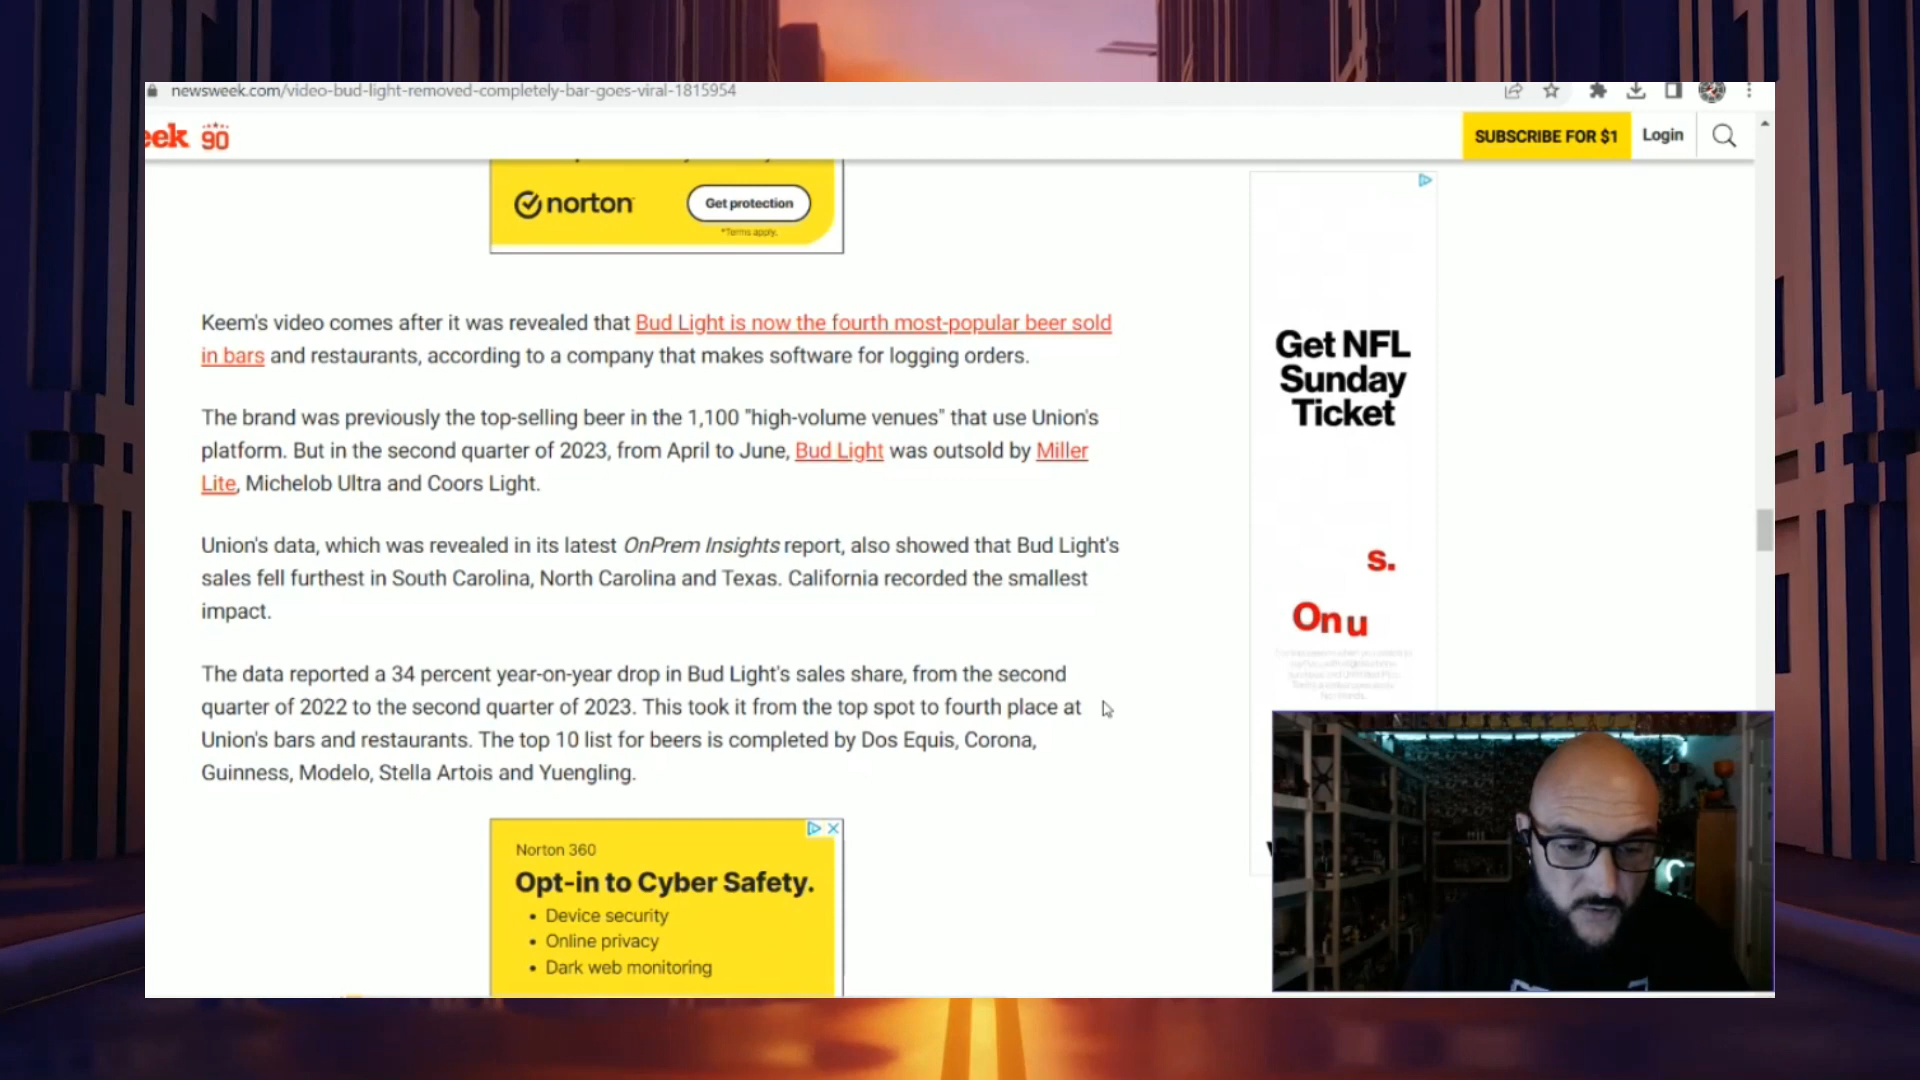 newsweek.com/video-bud-light-removed-completely-bar-goes-viral-1815954
eek 90
SUBSCRIBE FOR $1
Login
norton
Get protection
*Terms apply.
Keem's video comes after it was revealed that Bud Light is now the fourth most-popular beer sold
in bars and restaurants, according to a company that makes software for logging orders.
The brand was previously the top-selling beer in the 1,100 "high-volume venues" that use Union's
platform. But in the second quarter of 2023, from April to June, Bud Light was outsold by Miller
Lite, Michelob Ultra and Coors Light.
Union's data, which was revealed in its latest OnPrem Insights report, also showed that Bud Light's
sales fell furthest in South Carolina, North Carolina and Texas. California recorded the smallest
impact.
The data reported a 34 percent year-on-year drop in Bud Light's sales share, from the second
quarter of 2022 to the second quarter of 2023. This took it from the top spot to fourth place at
Union's bars and restaurants. The top 10 list for beers is completed by Dos Equis, Corona,
Guinness, Modelo, Stella Artois and Yuengling.
Norton 360
Opt-in to Cyber Safety.
• Device security
• Online privacy
• Dark web monitoring
Get NFL
Sunday
Ticket
s.
On u